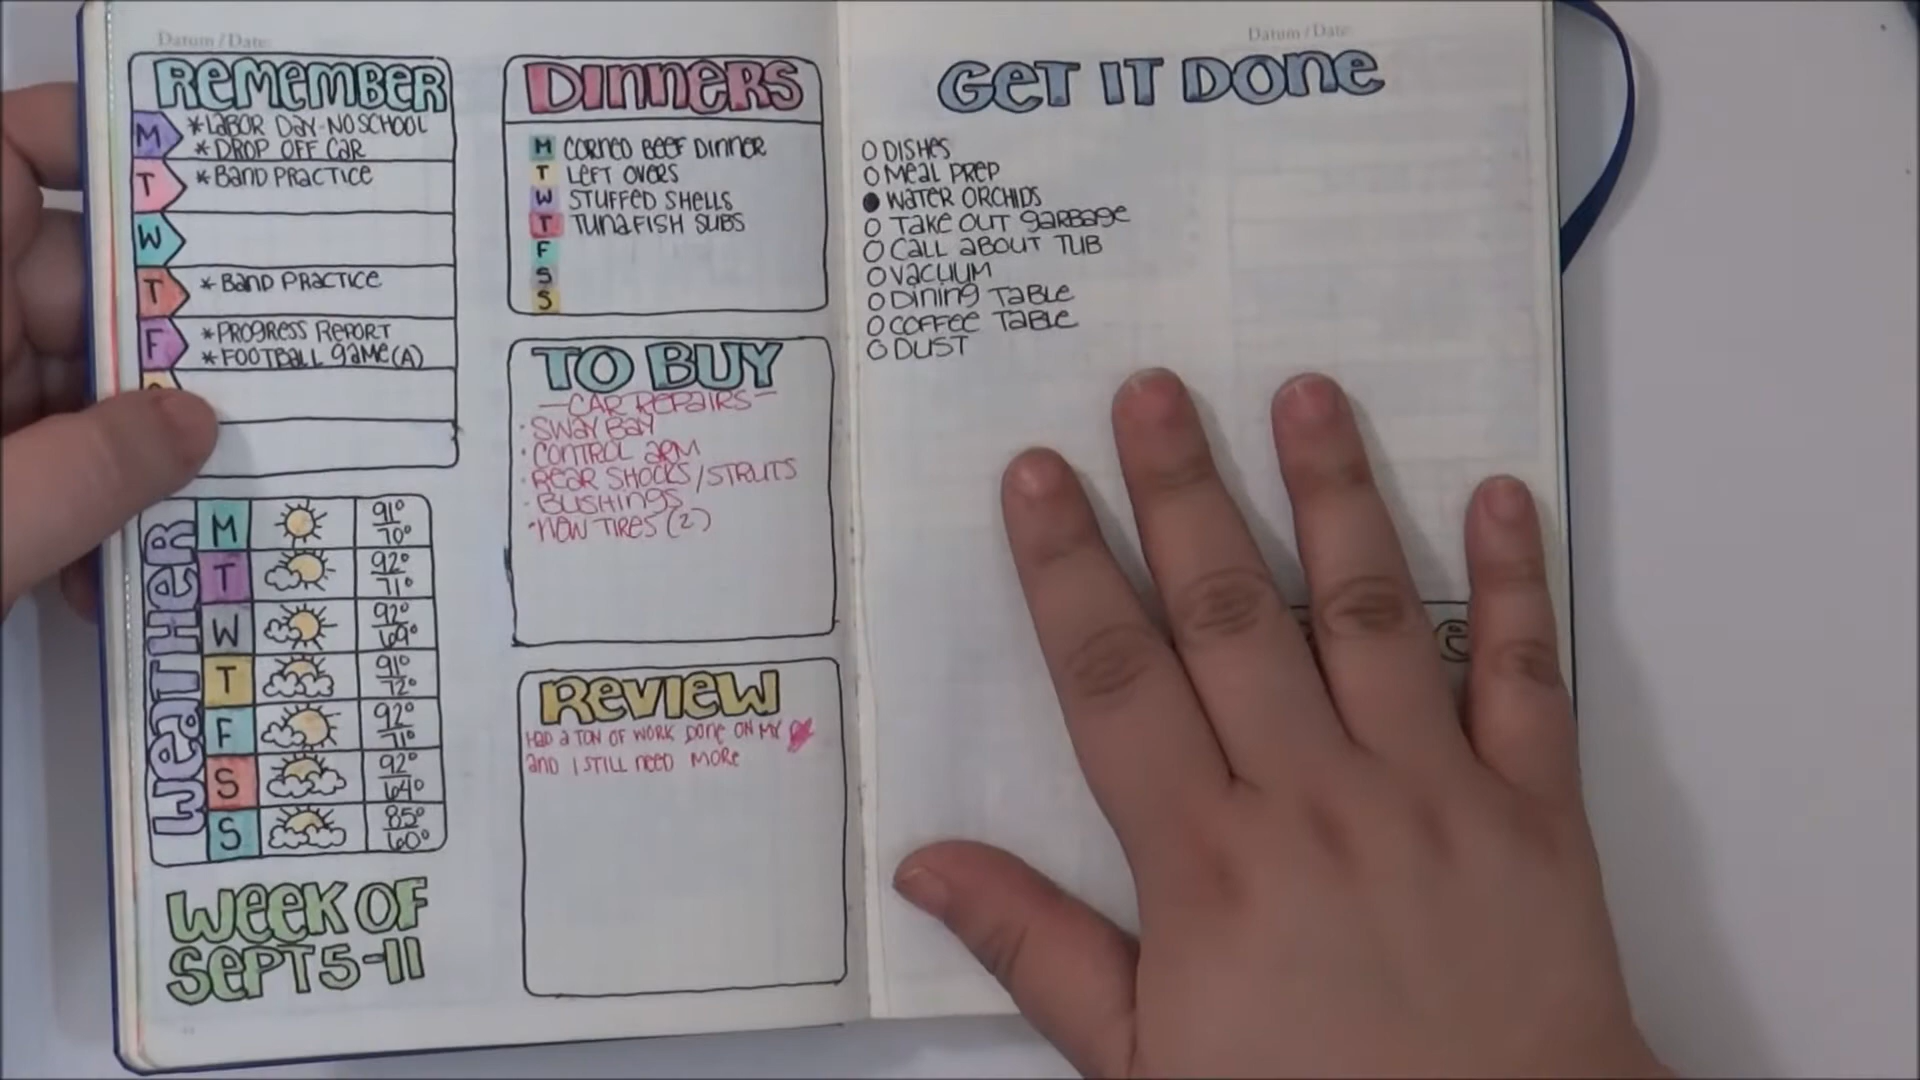 Datum / Date
REMEMBER
M
*LABOR DAY-NO SCHOOL
*DROP OFF CAR
T
*BAND PRACTICE
W
T
*BAND PRACTICE
F
*PROGRESS REPORT
*FOOTBALL GAME(A)
WEATHER
M 91° 70°
T 92° 71°
W 92° 69°
T 91° 72°
F 92° 71°
S 92° 64°
S 85° 60°
WEEK OF
SEPT 5-11
DINNERS
M CORNED BEEF DINNER
T LEFT OVERS
W STUFFED SHELLS
T TUNAFISH SUBS
F
S
S
TO BUY
—CAR REPAIRS—
· SWAY BAY
· CONTROL ARM
· REAR SHOCKS/STRUTS
· BUSHINGS
· NEW TIRES (2)
REVIEW
HAD A TON OF WORK DONE ON MY
AND I STILL NEED MORE
Datum / Date
GET IT DONE
DISHES
MEAL PREP
WATER ORCHIDS
TAKE OUT GARBAGE
CALL ABOUT TUB
VACUUM
DINING TABLE
COFFEE TABLE
DUST